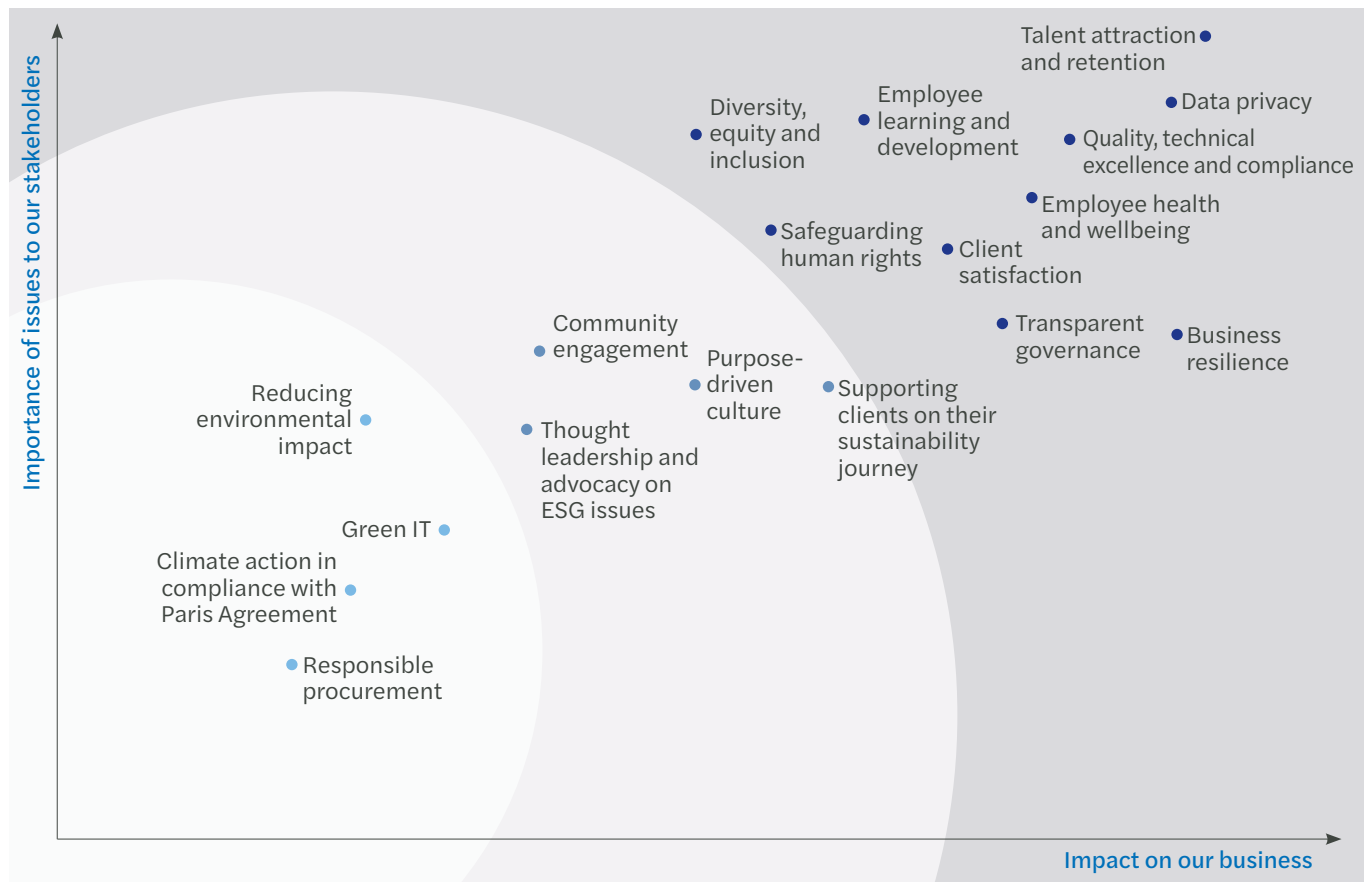 Importance of issues to our stakeholders
Talent attraction
and retention
Data privacy
Employee
learning and
development
Diversity,
equity and
inclusion
Quality, technical
excellence and compliance
Employee health
and wellbeing
Safeguarding
human rights
Client
satisfaction
Transparent
governance
Business
resilience
Community
engagement
Purpose-
driven
culture
Supporting
clients on their
sustainability
journey
Reducing
environmental
impact
Thought
leadership and
advocacy on
ESG issues
Green IT
Climate action in
compliance with
Paris Agreement
Responsible
procurement
Impact on our business